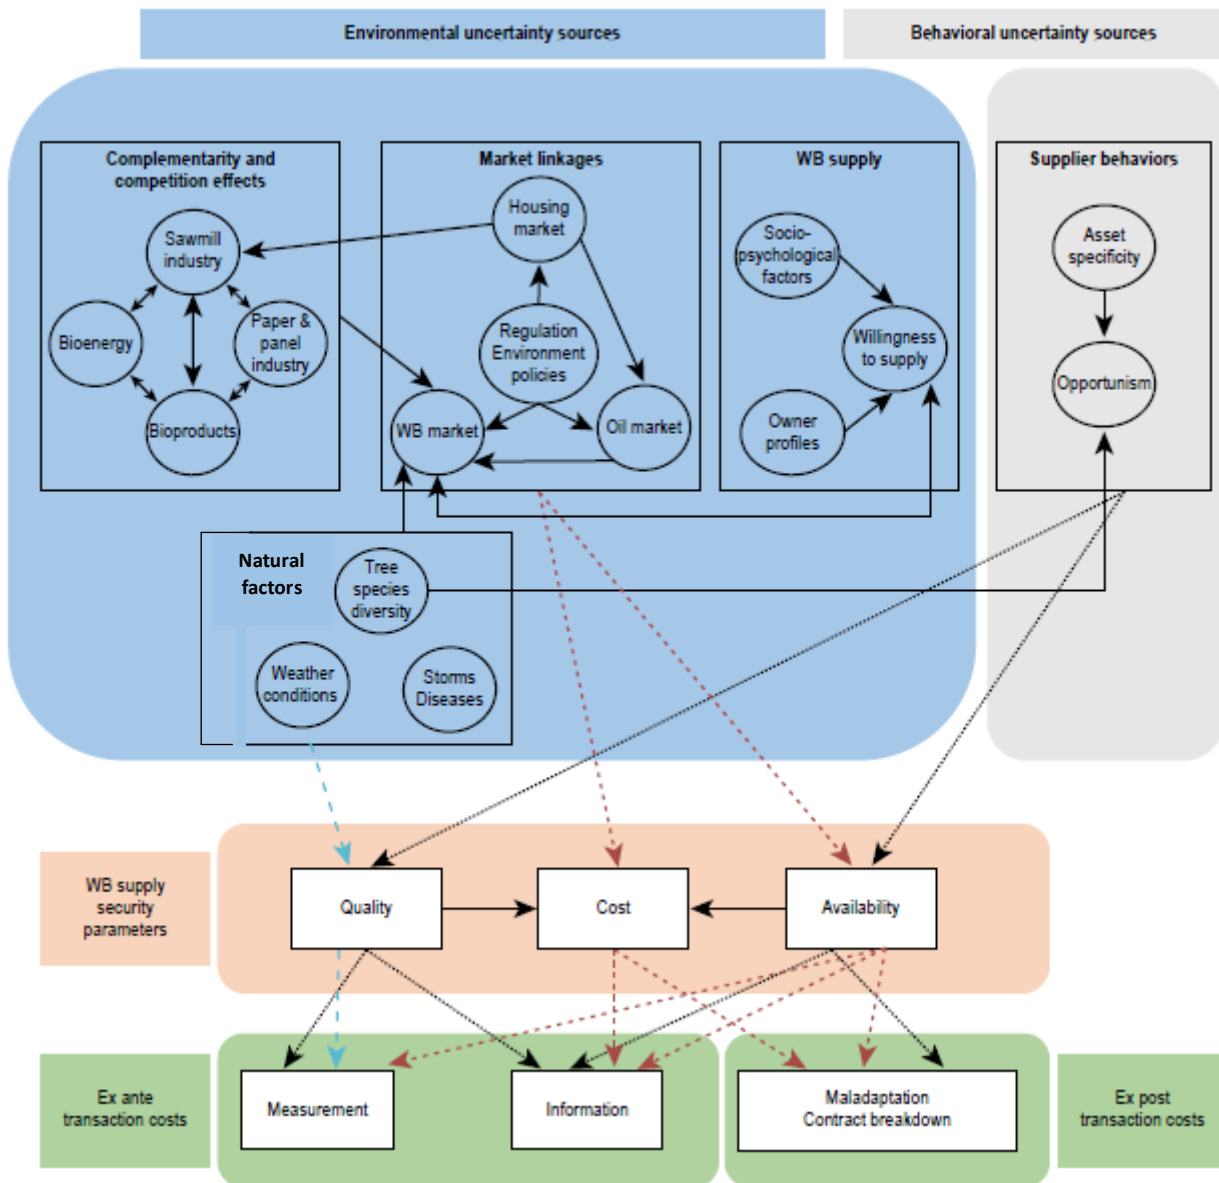 Environmental uncertainty sources
Behavioral uncertainty sources
Complementarity and
competition effects
Market linkages
WB supply
Supplier behaviors
Sawmill
industry
Bioenergy
Paper &
panel
industry
Bioproducts
Housing
market
Regulation
Environment
policies
WB market
Oil market
Socio-
psychological
factors
Willingness
to supply
Owner
profiles
Asset
specificity
Opportunism
Natural
factors
Tree
species
diversity
Weather
conditions
Storms
Diseases
WB supply
security
parameters
Quality
Cost
Availability
Ex ante
transaction costs
Measurement
Information
Maladaptation
Contract breakdown
Ex post
transaction costs